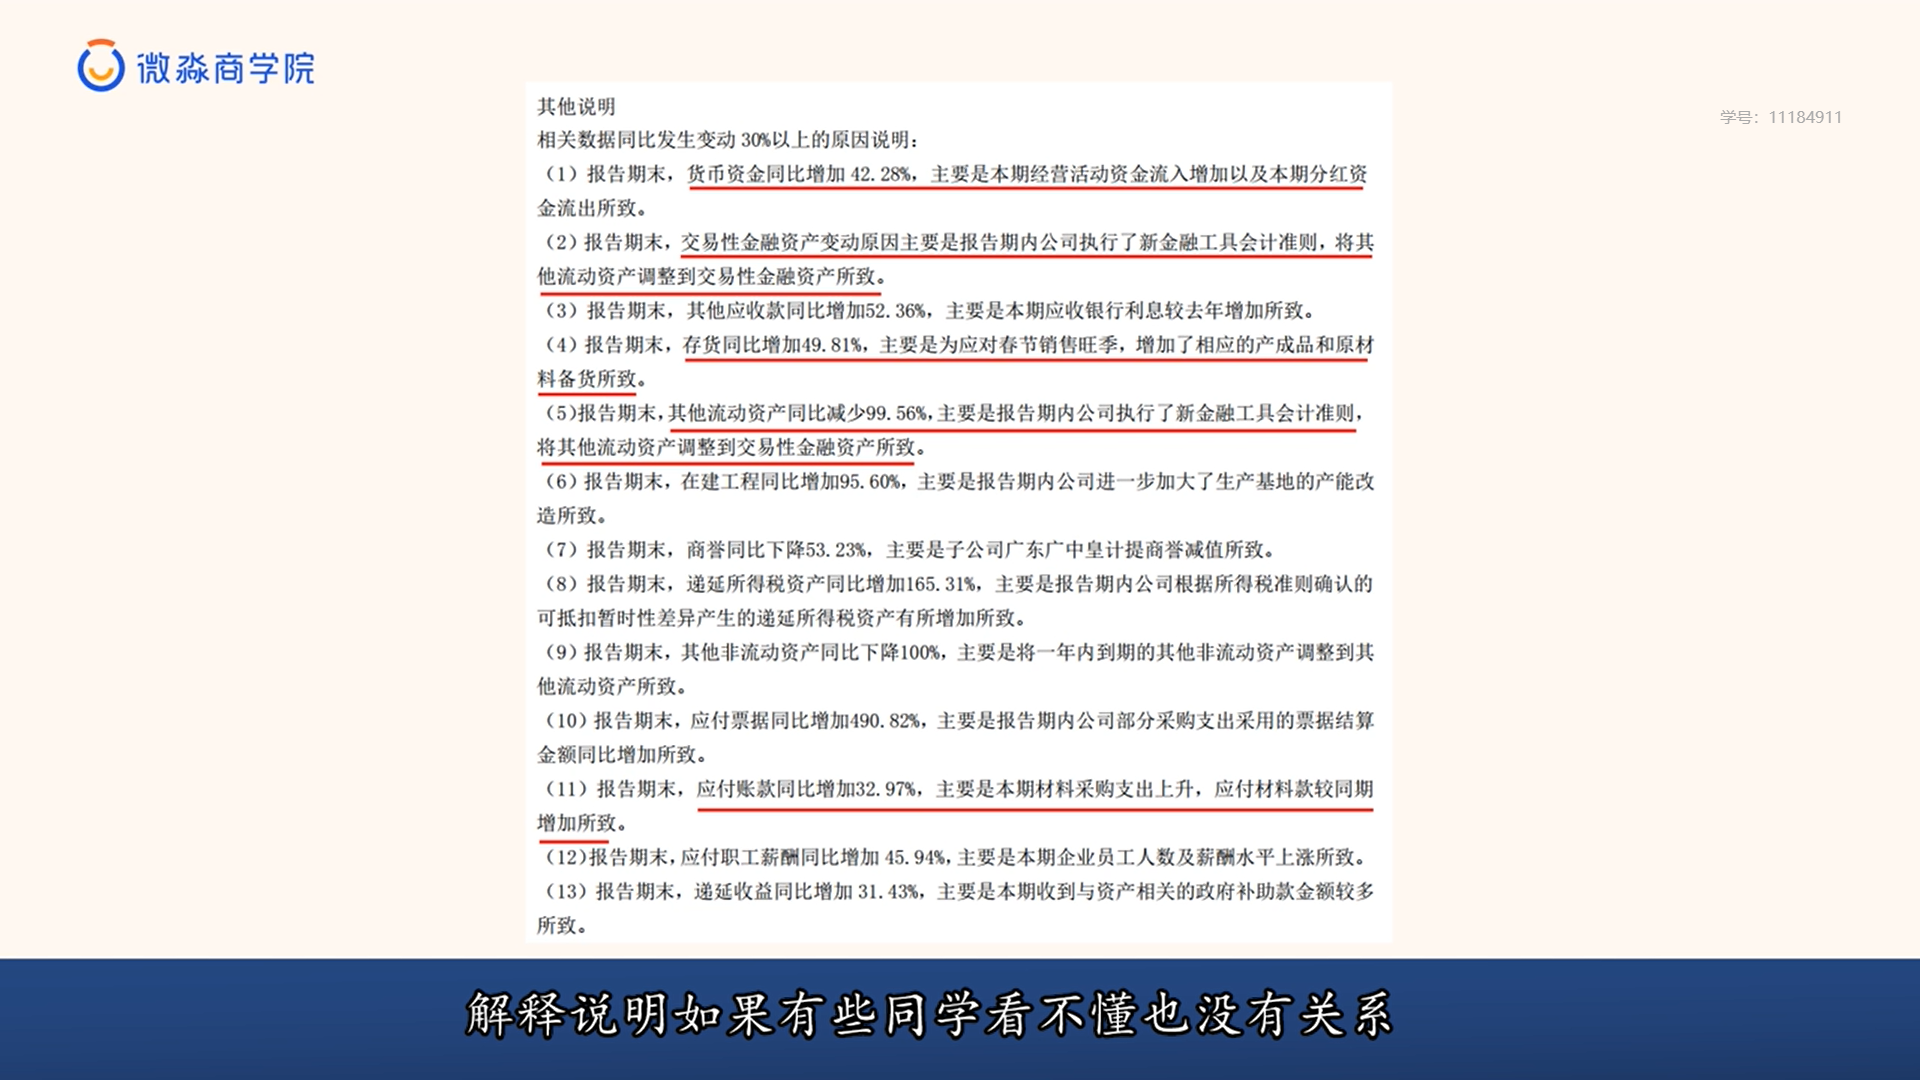 微淼商学院
学号：11184911
其他说明
相关数据同比发生变动 30%以上的原因说明：
（1）报告期末，货币资金同比增加 42.28%，主要是本期经营活动资金流入增加以及本期分红资
金流出所致。
（2）报告期末，交易性金融资产变动原因主要是报告期内公司执行了新金融工具会计准则，将其
他流动资产调整到交易性金融资产所致。
（3）报告期末，其他应收款同比增加52.36%，主要是本期应收银行利息较去年增加所致。
（4）报告期末，存货同比增加49.81%，主要是为应对春节销售旺季，增加了相应的产成品和原材
料备货所致。
（5）报告期末，其他流动资产同比减少99.56%，主要是报告期内公司执行了新金融工具会计准则，
将其他流动资产调整到交易性金融资产所致。
（6）报告期末，在建工程同比增加95.60%，主要是报告期内公司进一步加大了生产基地的产能改
造所致。
（7）报告期末，商誉同比下降53.23%，主要是子公司广东广中皇计提商誉减值所致。
（8）报告期末，递延所得税资产同比增加165.31%，主要是报告期内公司根据所得税准则确认的
可抵扣暂时性差异产生的递延所得税资产有所增加所致。
（9）报告期末，其他非流动资产同比下降100%，主要是将一年内到期的其他非流动资产调整到其
他流动资产所致。
（10）报告期末，应付票据同比增加490.82%，主要是报告期内公司部分采购支出采用的票据结算
金额同比增加所致。
（11）报告期末，应付账款同比增加32.97%，主要是本期材料采购支出上升，应付材料款较同期
增加所致。
（12）报告期末，应付职工薪酬同比增加 45.94%，主要是本期企业员工人数及薪酬水平上涨所致。
（13）报告期末，递延收益同比增加 31.43%，主要是本期收到与资产相关的政府补助款金额较多
所致。
解释说明如果有些同学看不懂也没有关系